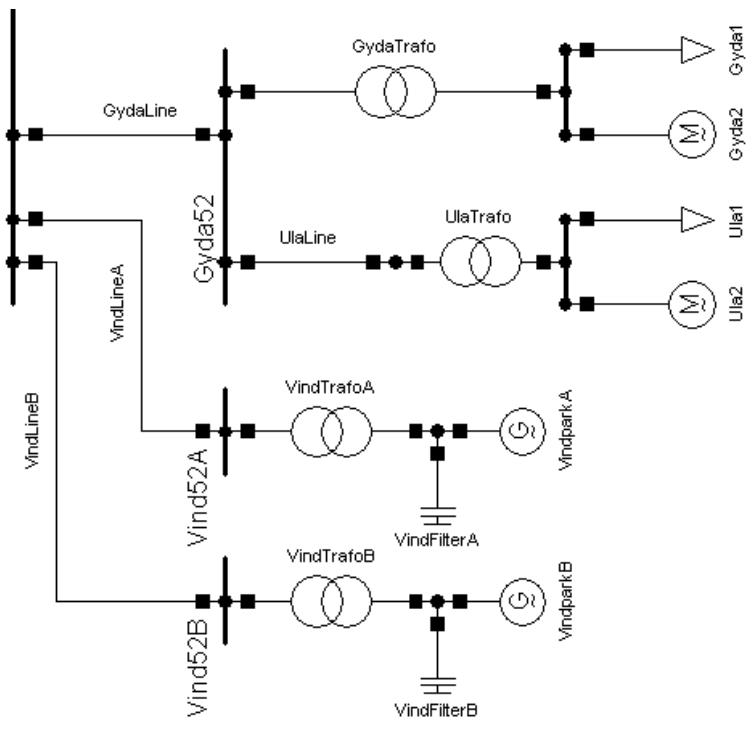 GydaTrafo
Gyda1
GydaLine
M
Gyda2
Gyda52
UlaTrafo
Ula1
UlaLine
M
Ula2
VindLineA
VindLineB
VindTrafoA
G
VindparkA
Vind52A
VindFilterA
VindTrafoB
G
VindparkB
Vind52B
VindFilterB